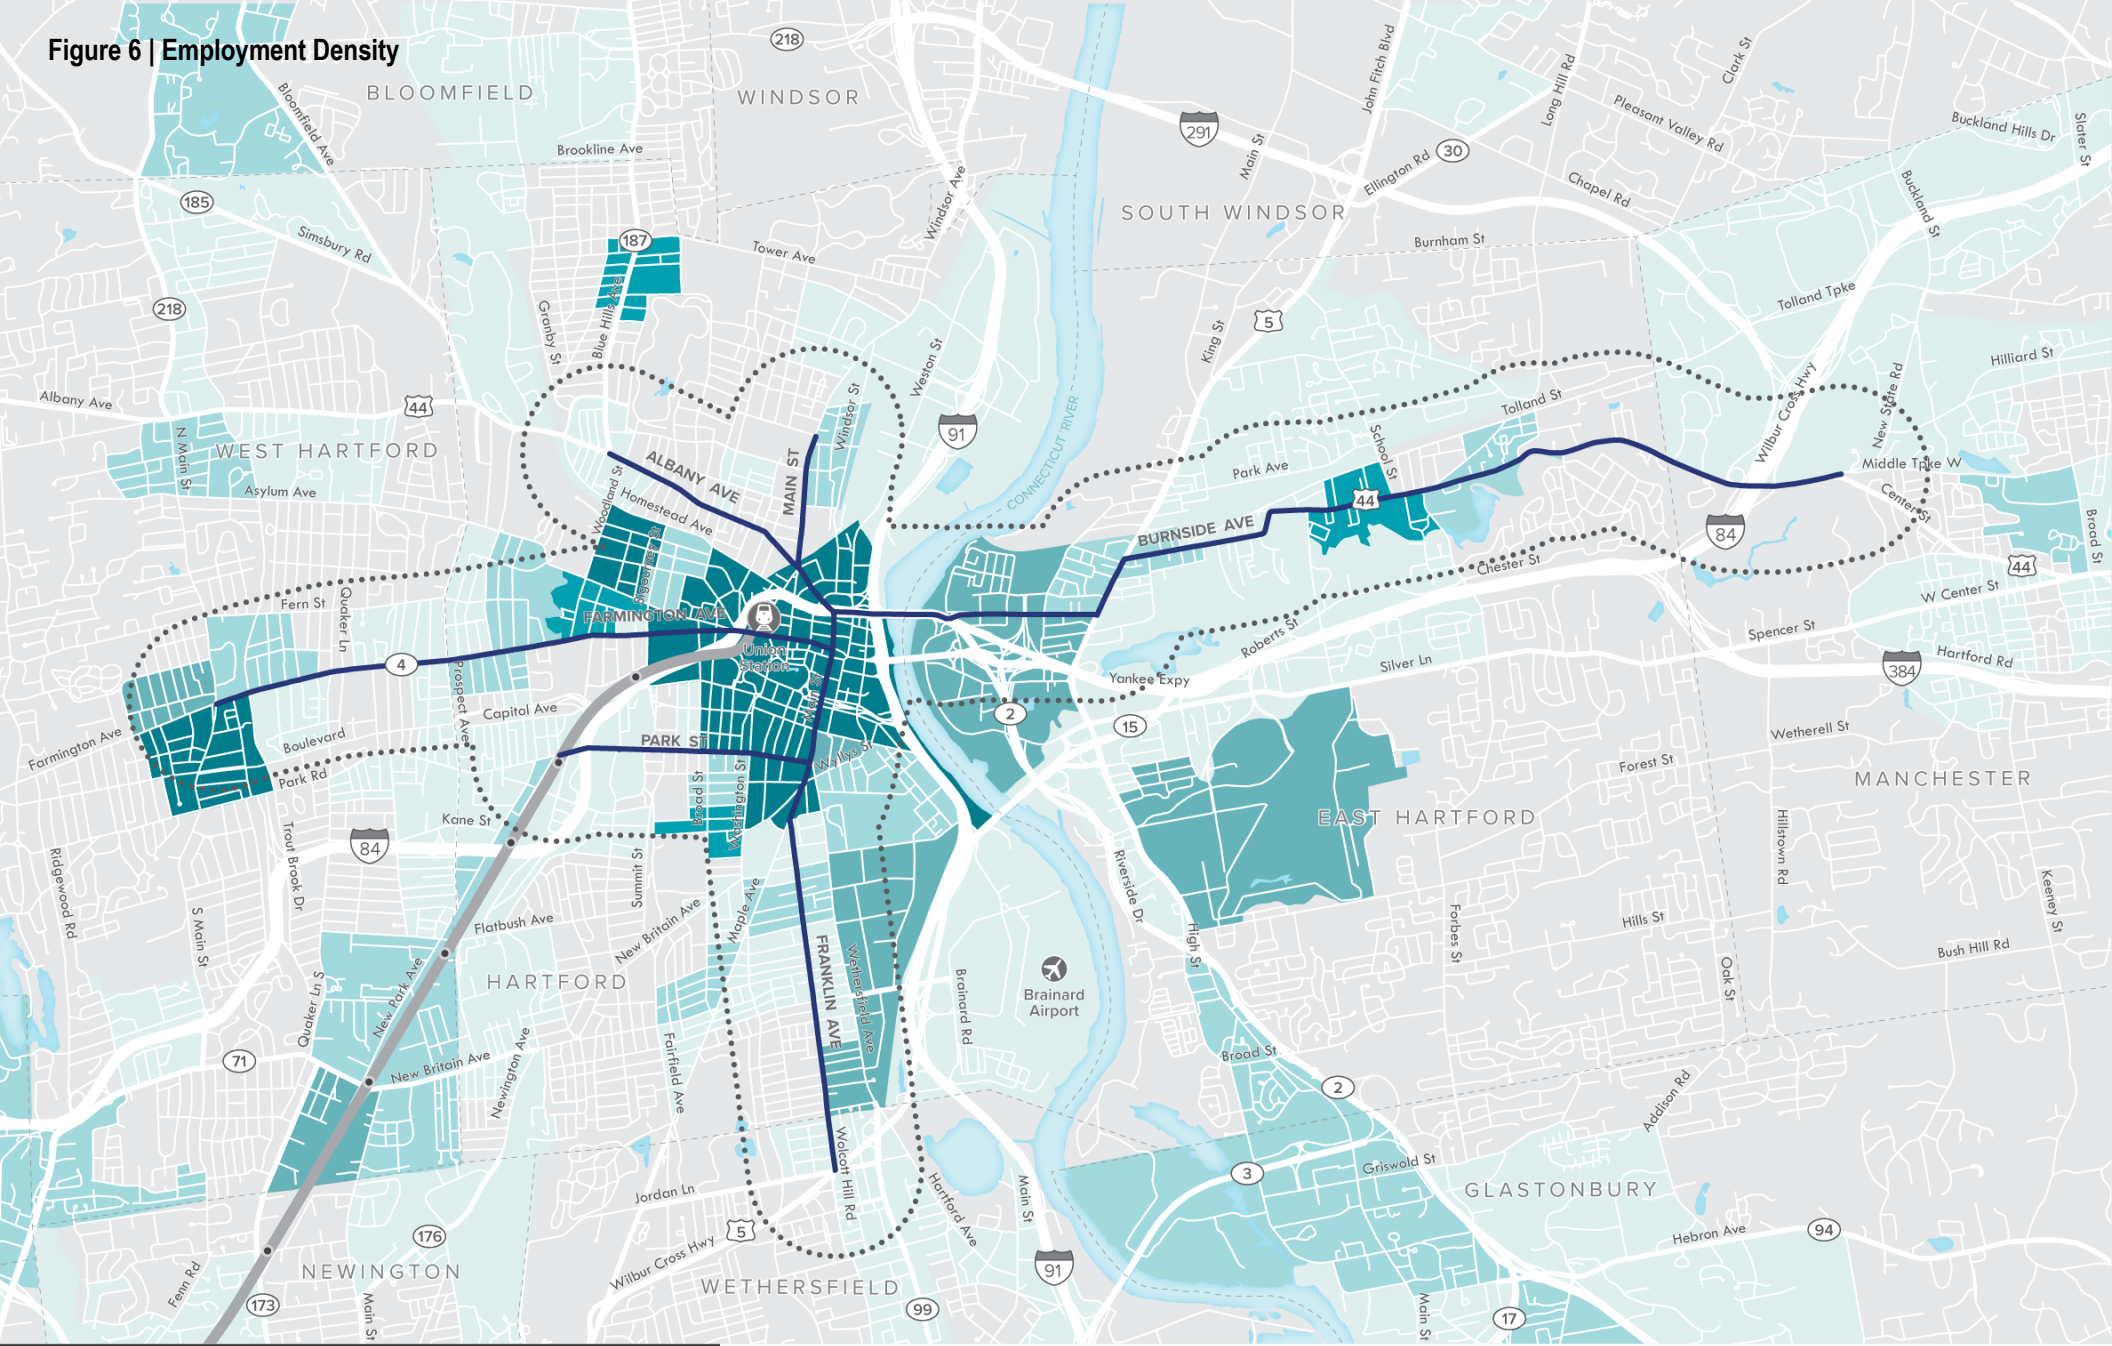 Figure 6 | Employment Density
BLOOMFIELD
WINDSOR
218
291
John Fitch Blvd
Long Hill Rd
Clark St
Pleasant Valley Rd
Buckland Hills Dr
Slater St
Bloomfield Ave
Brookline Ave
Main St
30
Ellington Rd
Chapel Rd
Buckland St
185
Simsbury Rd
Windsor Ave
SOUTH WINDSOR
187
Tower Ave
Burnham St
218
Granby St
Blue Hills Ave
Weston St
King St
5
Tolland Tpke
Hilliard St
Albany Ave
44
Windsor St
91
CONNECTICUT RIVER
Tolland St
Wilbur Cross Hwy
New State Rd
N Main St
WEST HARTFORD
Asylum Ave
Woodland St
ALBANY AVE
MAIN ST
Homestead Ave
Park Ave
School St
44
Middle Tpke W
Center St
Broad St
BURNSIDE AVE
84
Sigourney St
Chester St
44
Fern St
Quaker Ln
FARMINGTON AVE
W Center St
Spencer St
4
Prospect Ave
Union
Station
Main St
Roberts St
Silver Ln
384
Hartford Rd
Yankee Expy
2
15
Farmington Ave
Boulevard
Capitol Ave
PARK ST
Wyllys St
Wetherell St
Park Rd
Broad St
Washington St
Forest St
MANCHESTER
Kane St
EAST HARTFORD
84
Ridgewood Rd
Trout Brook Dr
Summit St
Riverside Dr
Hillstown Rd
Keeney St
S Main St
Flatbush Ave
New Britain Ave
Maple Ave
FRANKLIN AVE
Wethersfield Ave
High St
Forbes St
Hills St
Bush Hill Rd
HARTFORD
Quaker Ln S
New Park Ave
Brainard Rd
Brainard
Airport
Oak St
71
New Britain Ave
Newington Ave
Fairfield Ave
Broad St
2
Addison Rd
Wolcott Hill Rd
Jordan Ln
Hartford Ave
Main St
3
Griswold St
GLASTONBURY
176
5
Hebron Ave
94
Wilbur Cross Hwy
91
NEWINGTON
Fenn Rd
WETHERSFIELD
173
Main St
99
Main St
17